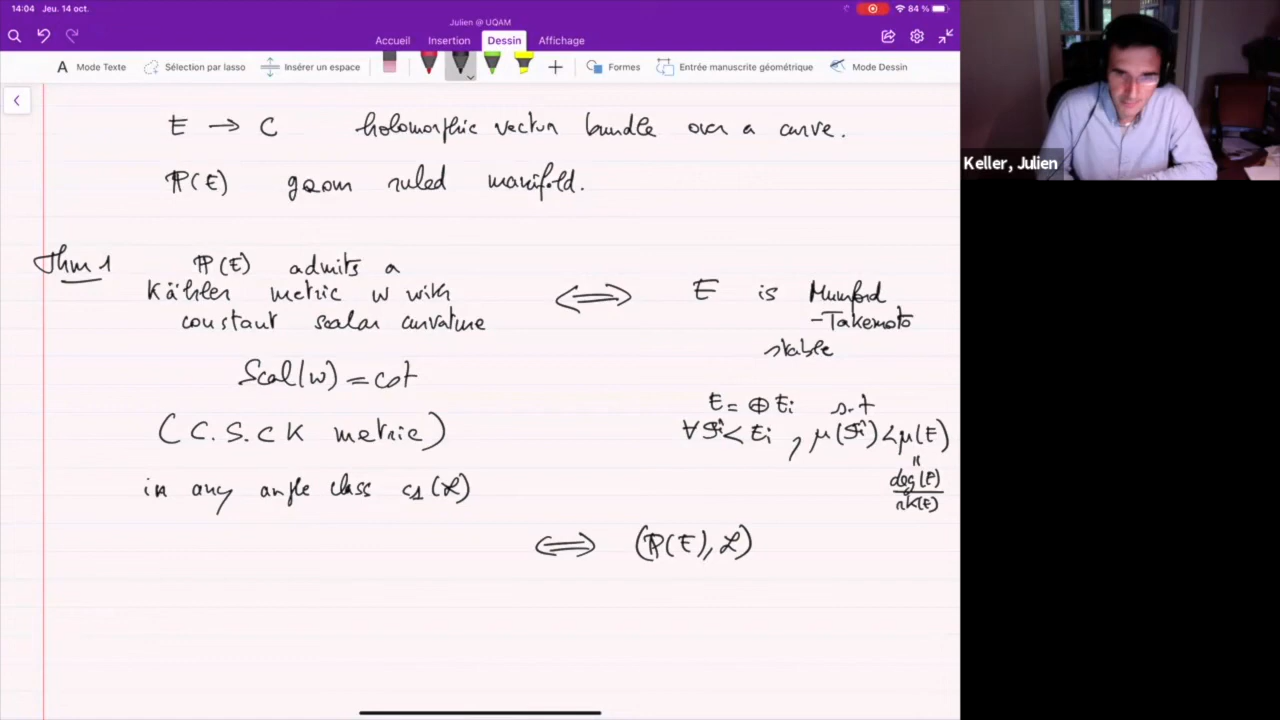 14:04 Jeu. 14 oct.
84 %
Julien @ UQAM
Accueil Insertion Dessin Affichage
A Mode Texte Sélection par lasso Insérer un espace Formes Entrée manuscrite géométrique Mode Dessin
E → C holomorphic vector bundle over a curve.
P(E) geom ruled manifold.
Thm 1 P(E) admits a
Kähler metric w with
constant scalar curvature
⟺ E is Mumford
-Takemoto
stable
Scal(w) = cst
(C.S.C.K metric)
in any ample class c₁(L)
E = ⊕ Ei s.t
∀ Fi < Ei, μ(Fi) < μ(E)
=
deg(E)
rk(E)
⟺ (P(E), L)
Keller, Julien